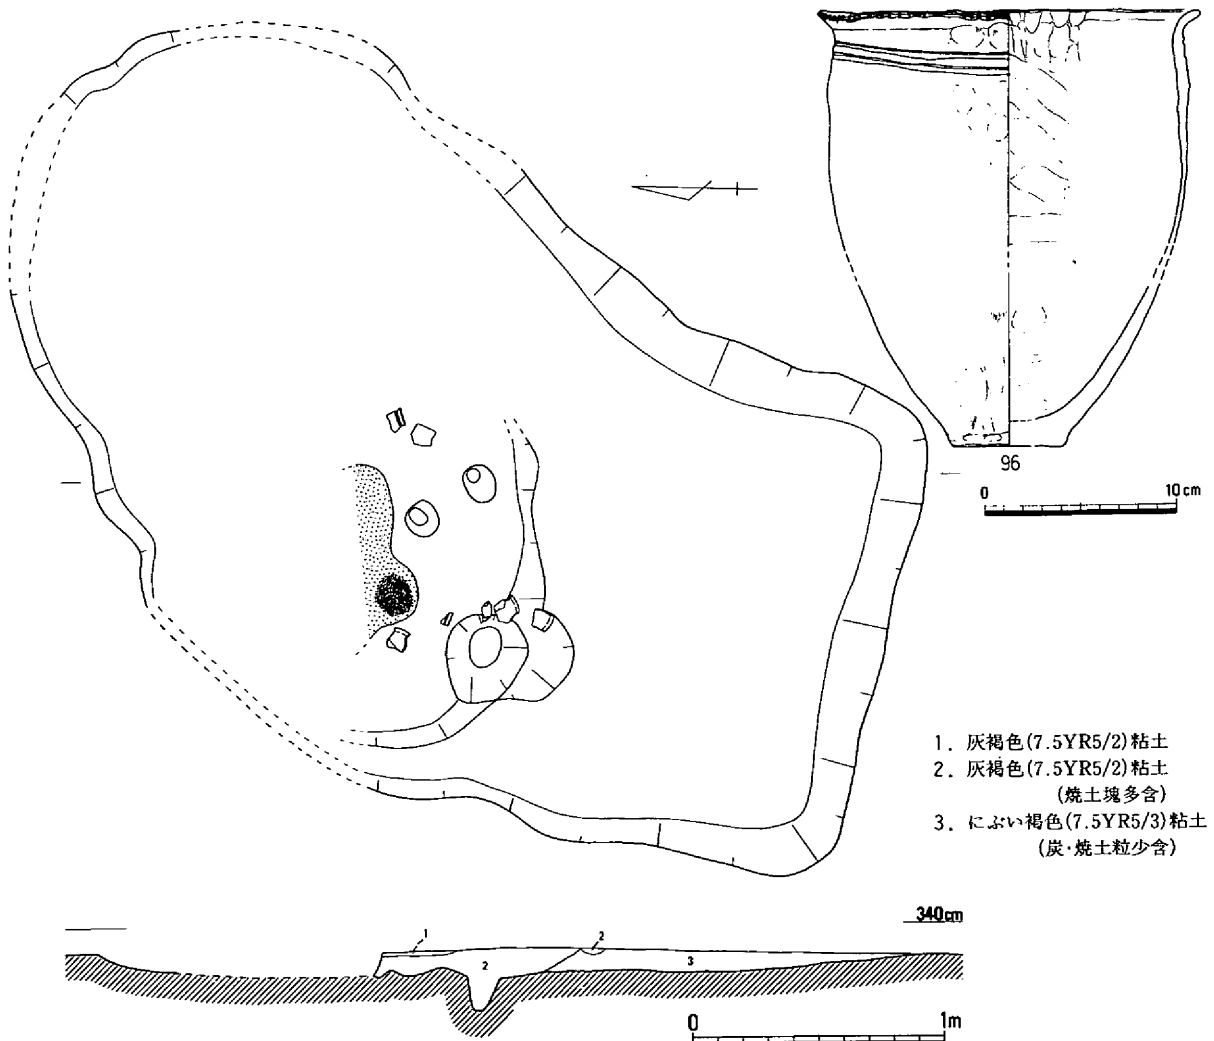 96
0 10cm
1. 灰褐色(7.5YR5/2)粘土
2. 灰褐色(7.5YR5/2)粘土
(焼土塊多含)
3. にぶい褐色(7.5YR5/3)粘土
(炭・焼土粒少含)
340cm
1
2
2
3
0 1m